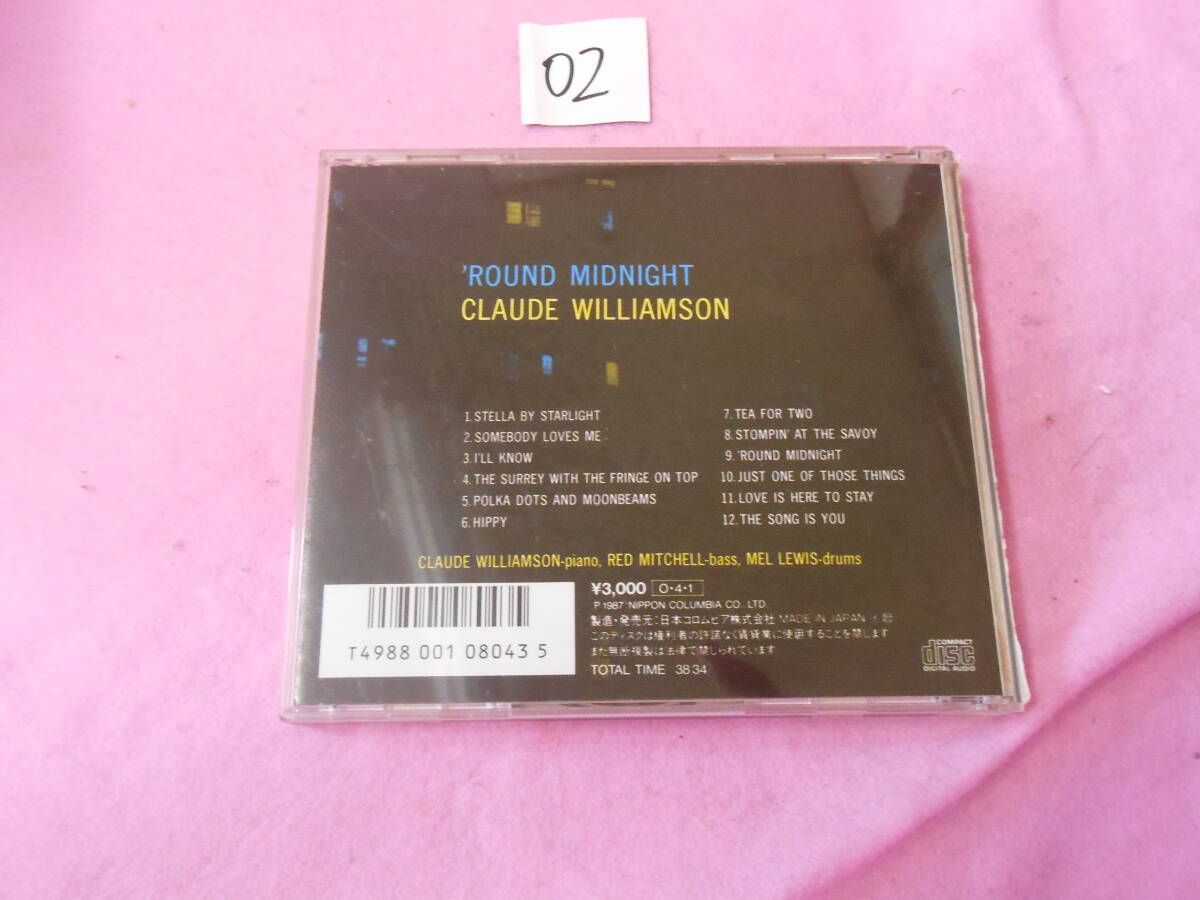 02
'ROUND MIDNIGHT
CLAUDE WILLIAMSON
1. STELLA BY STARLIGHT
2. SOMEBODY LOVES ME
3. I'LL KNOW
4. THE SURREY WITH THE FRINGE ON TOP
5. POLKA DOTS AND MOONBEAMS
6. HIPPY
7. TEA FOR TWO
8. STOMPIN' AT THE SAVOY
9. 'ROUND MIDNIGHT
10. JUST ONE OF THOSE THINGS
11. LOVE IS HERE TO STAY
12. THE SONG IS YOU
CLAUDE WILLIAMSON-piano, RED MITCHELL-bass, MEL LEWIS-drums
T4988 001 08043 5
¥3,000 O・4・1
P 1987 NIPPON COLUMBIA CO. LTD
製造・発売元:日本コロムビア株式会社 MADE IN JAPAN
このディスクは権利者の許諾なく賃貸業に使用することを禁じます
また無断複製は法律で禁じられています
TOTAL TIME 38 34
COMPACT
disc
DIGITAL AUDIO